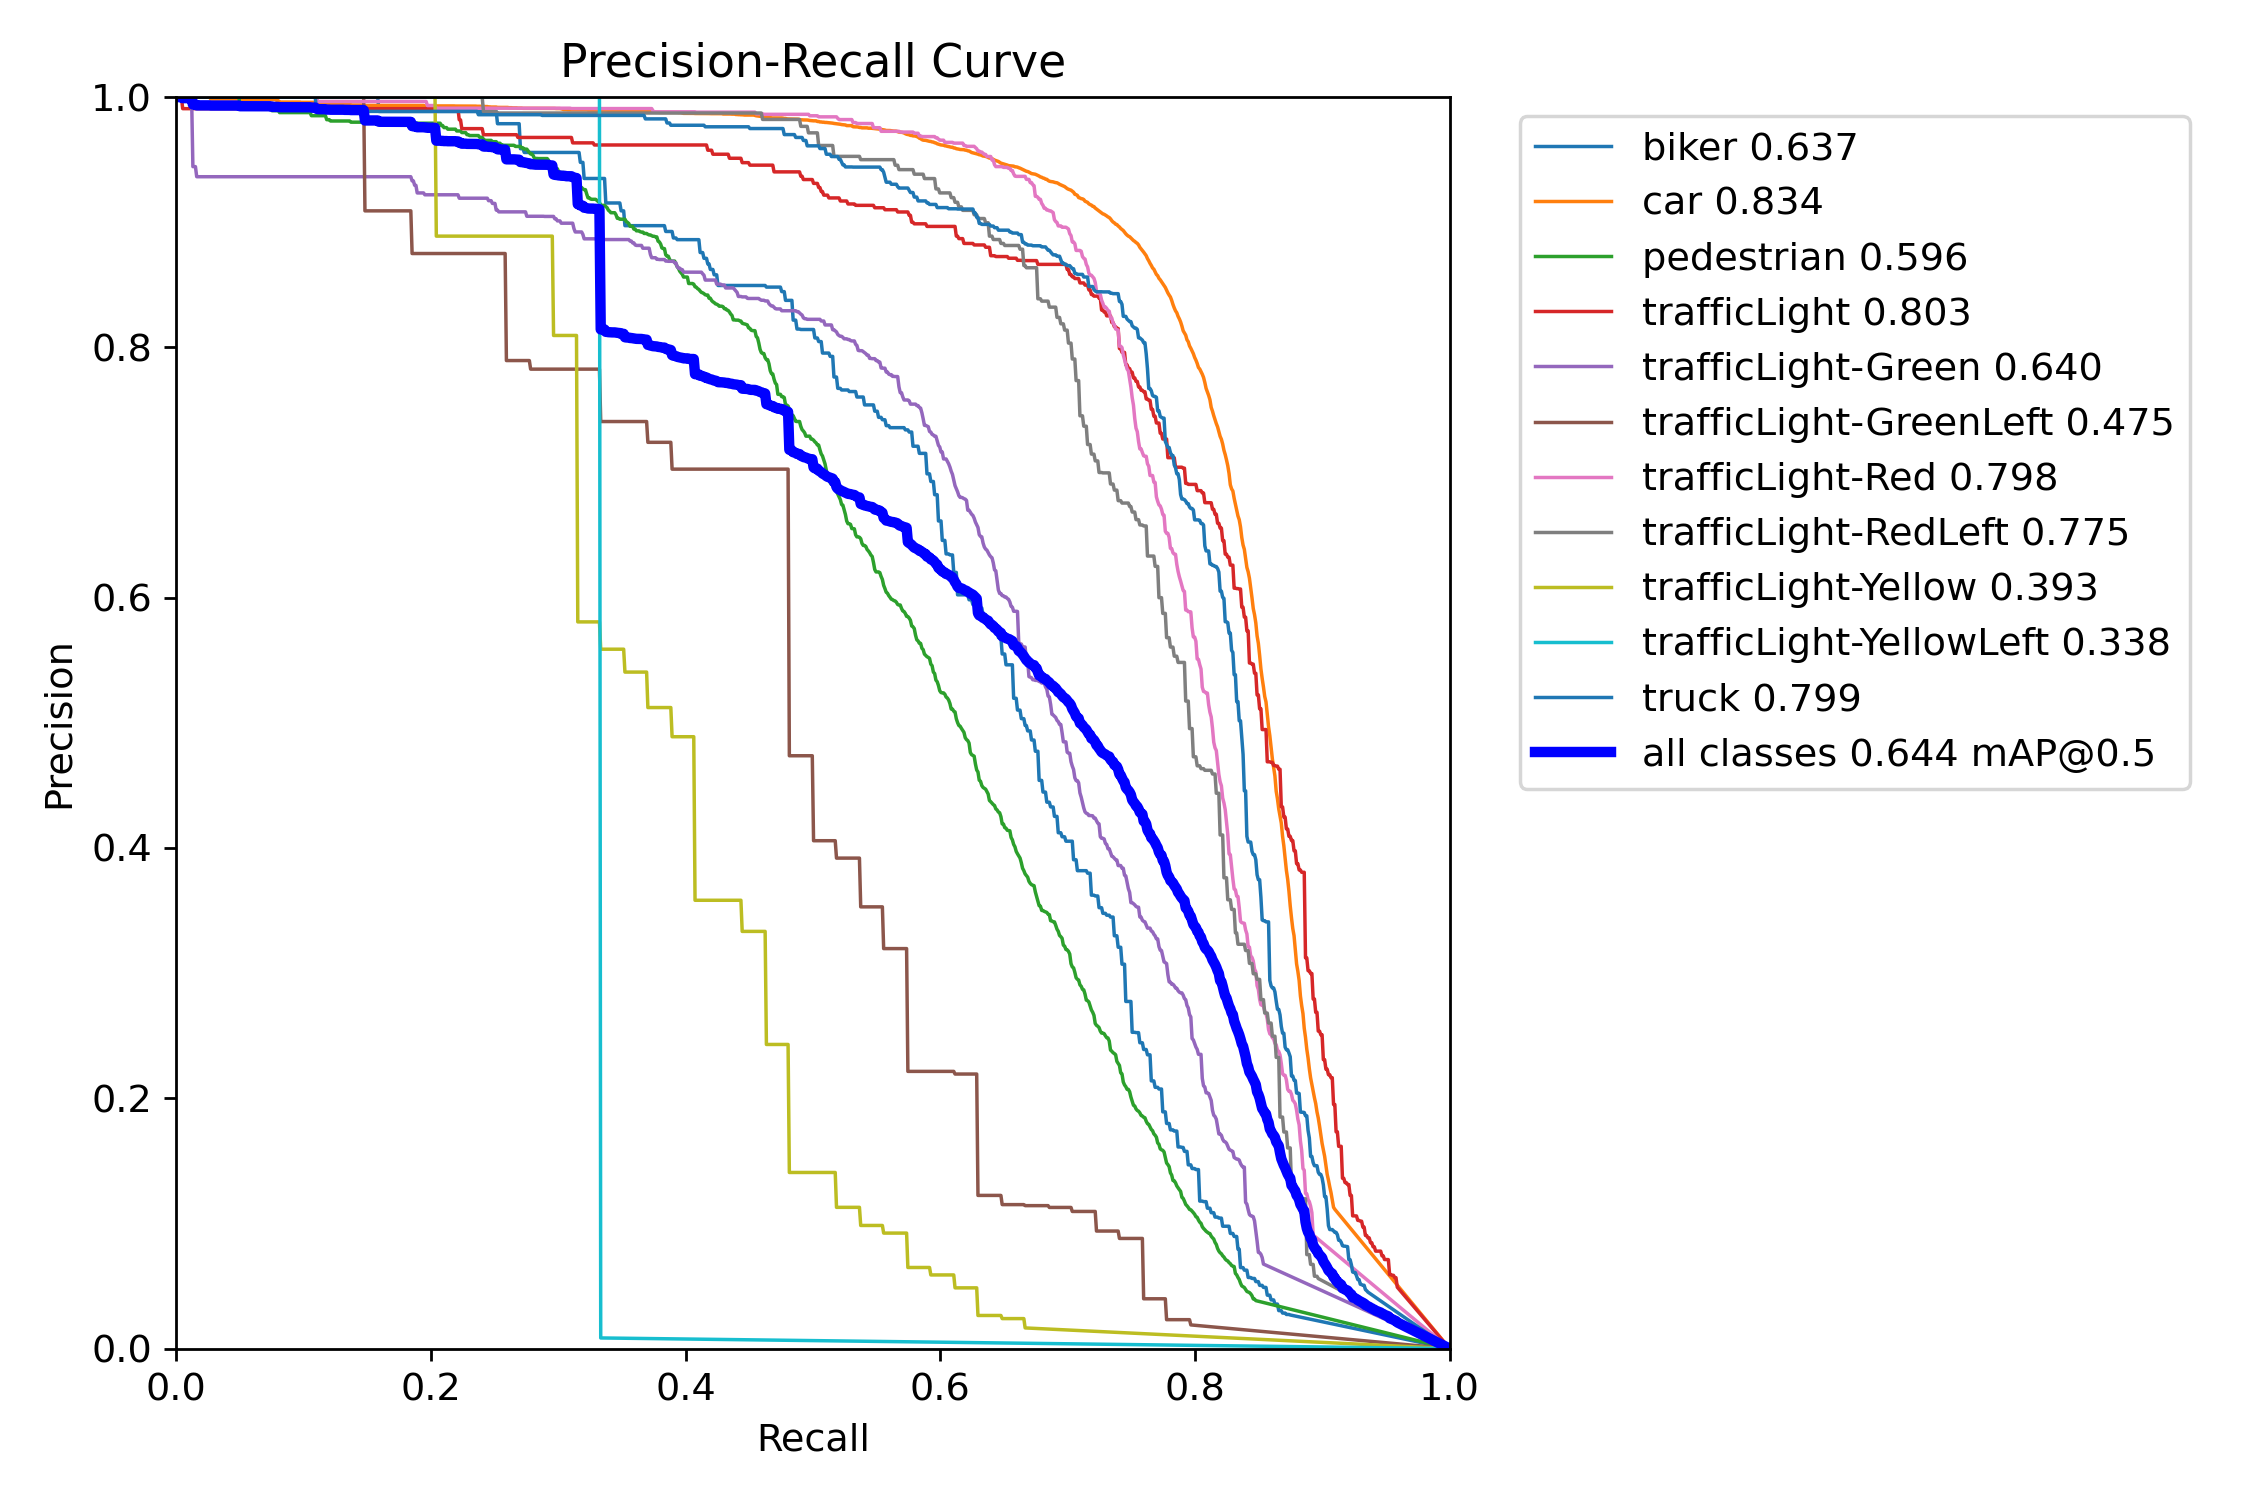 Precision-Recall Curve
1.0
0.8
0.6
0.4
0.2
0.0
Precision
0.0 0.2 0.4 0.6 0.8 1.0
Recall
biker 0.637
car 0.834
pedestrian 0.596
trafficLight 0.803
trafficLight-Green 0.640
trafficLight-GreenLeft 0.475
trafficLight-Red 0.798
trafficLight-RedLeft 0.775
trafficLight-Yellow 0.393
trafficLight-YellowLeft 0.338
truck 0.799
all classes 0.644 mAP@0.5